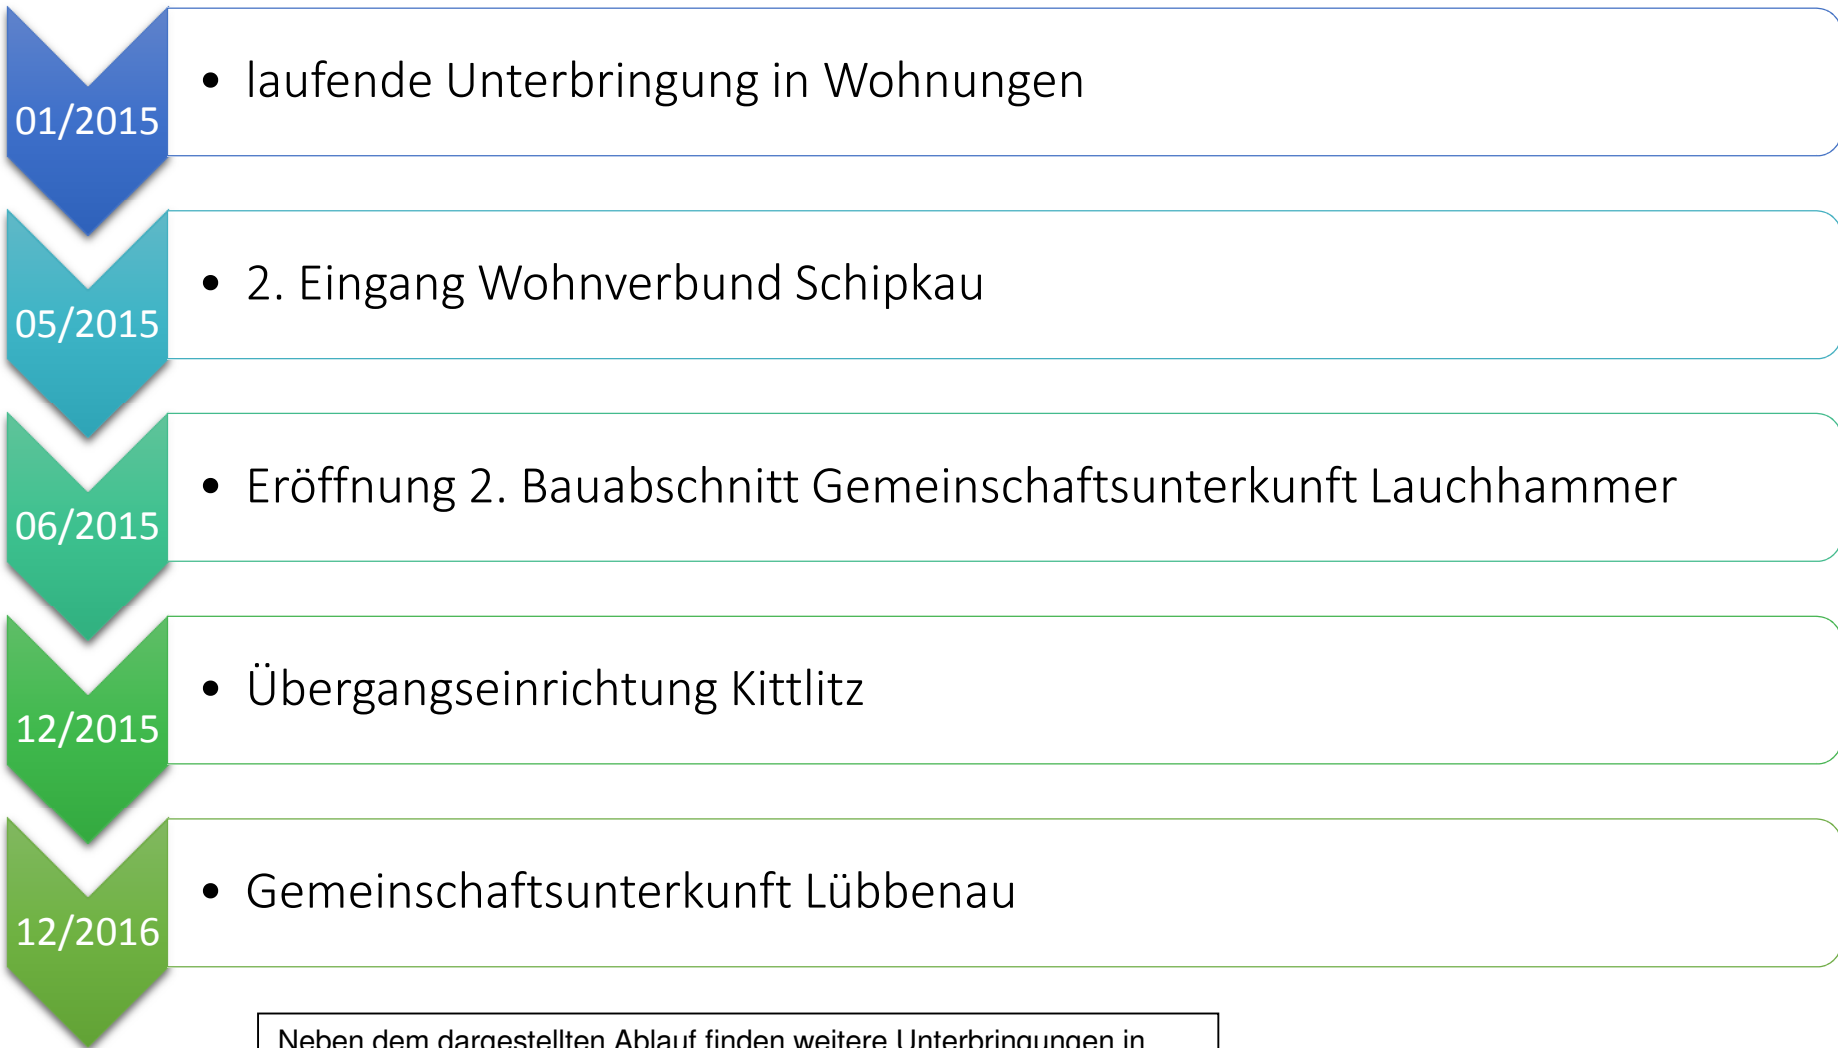 01/2015
• laufende Unterbringung in Wohnungen
05/2015
• 2. Eingang Wohnverbund Schipkau
06/2015
• Eröffnung 2. Bauabschnitt Gemeinschaftsunterkunft Lauchhammer
12/2015
• Übergangseinrichtung Kittlitz
12/2016
• Gemeinschaftsunterkunft Lübbenau
Neben dem dargestellten Ablauf finden weitere Unterbringungen in